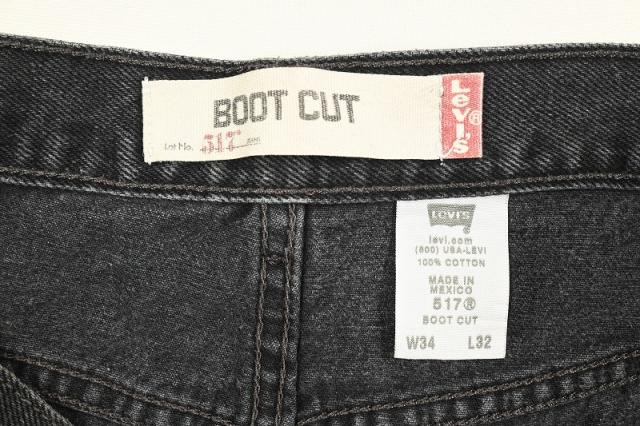 BOOT CUT
Lot No. 517
Levi's®
LEVI'S
levi.com
(800) USA-LEVI
100% COTTON
MADE IN
MEXICO
517®
BOOT CUT
W34 L32